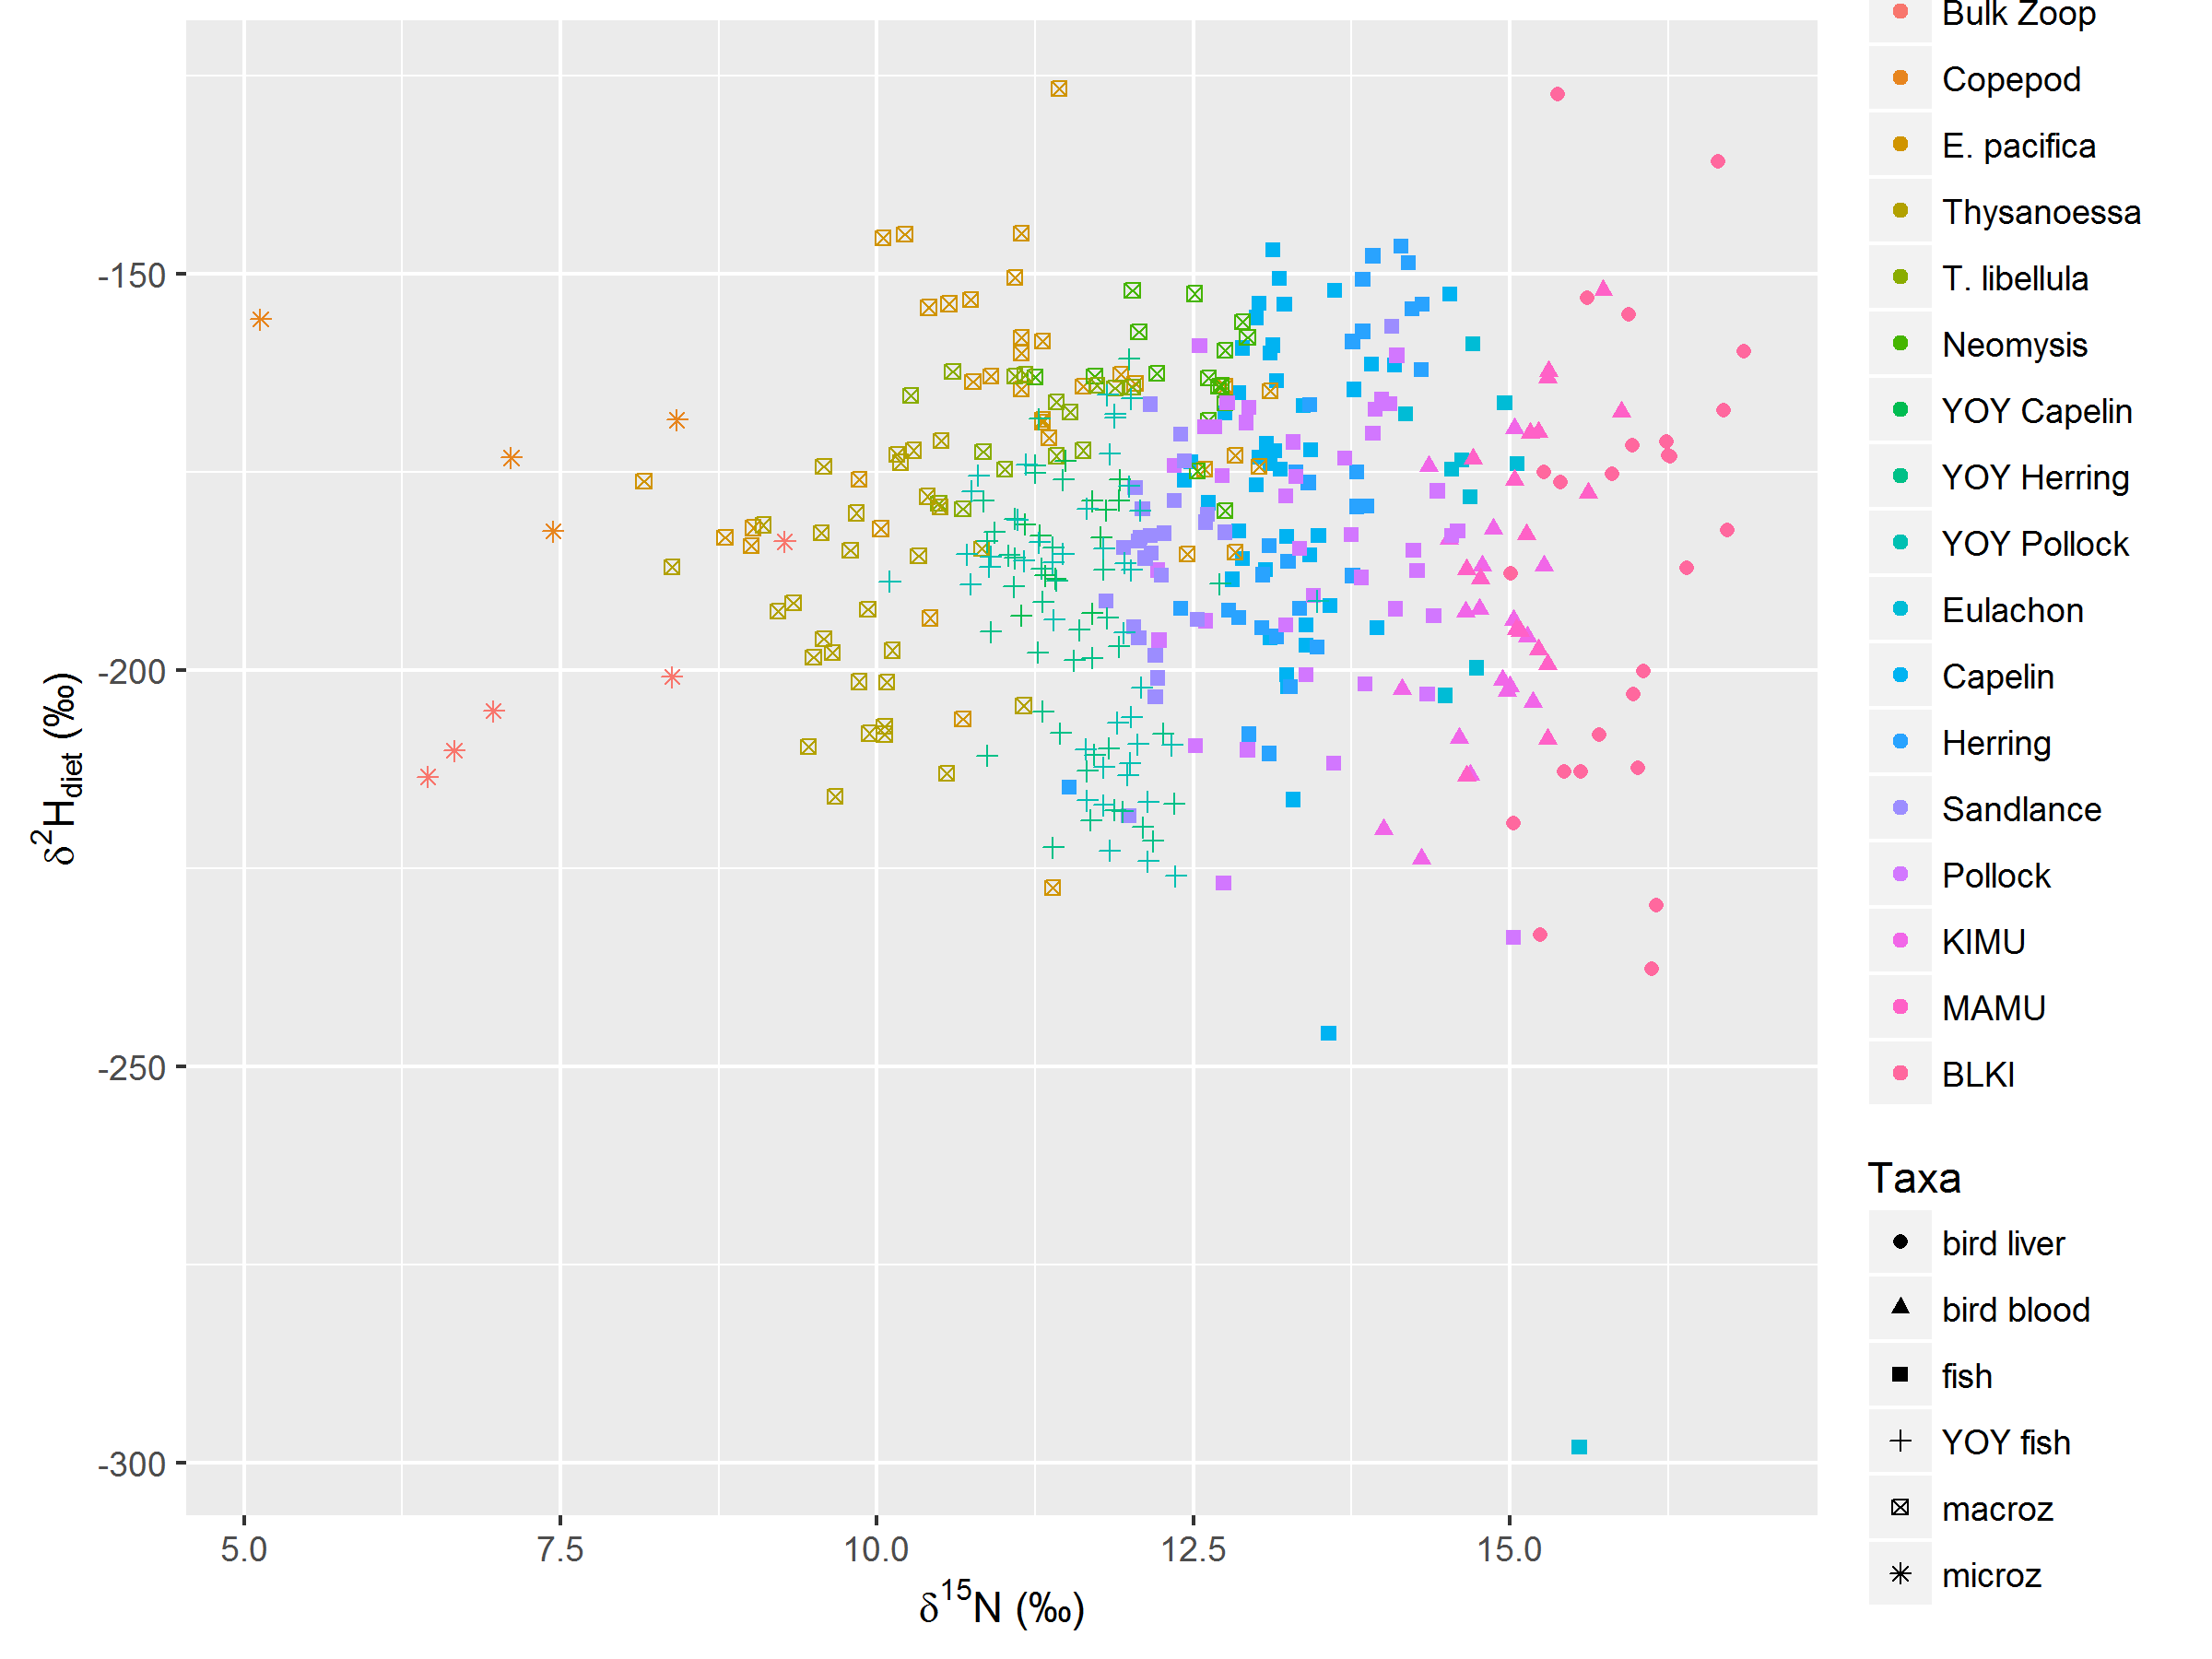 -150
-200
-250
-300
δ²H_diet (‰)
5.0 7.5 10.0 12.5 15.0
δ¹⁵N (‰)
Bulk Zoop
Copepod
E. pacifica
Thysanoessa
T. libellula
Neomysis
YOY Capelin
YOY Herring
YOY Pollock
Eulachon
Capelin
Herring
Sandlance
Pollock
KIMU
MAMU
BLKI
Taxa
bird liver
bird blood
fish
YOY fish
macroz
microz